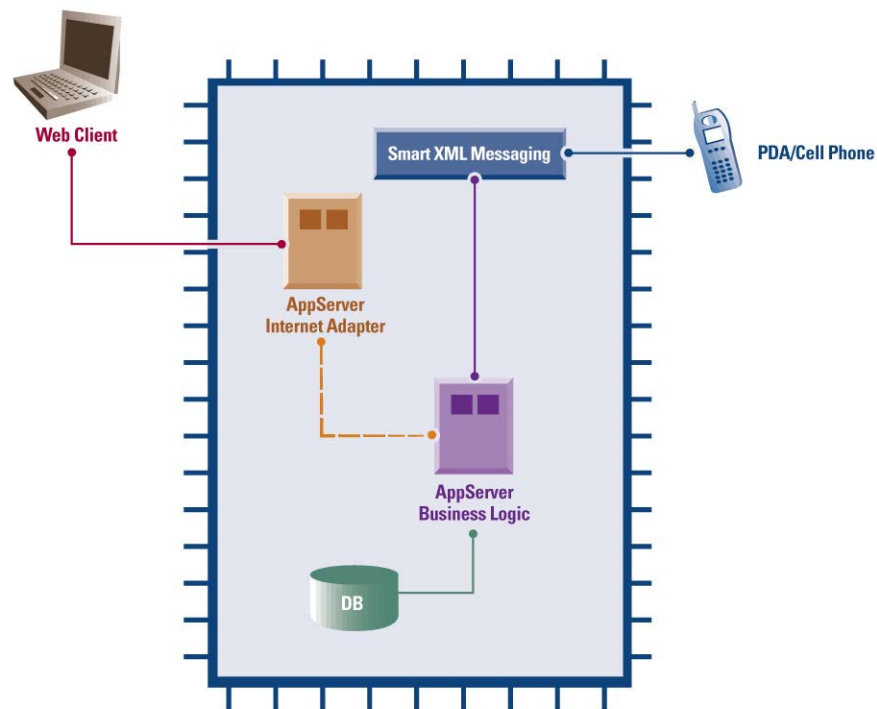 Web Client
Smart XML Messaging
PDA/Cell Phone
AppServer
Internet Adapter
AppServer
Business Logic
DB